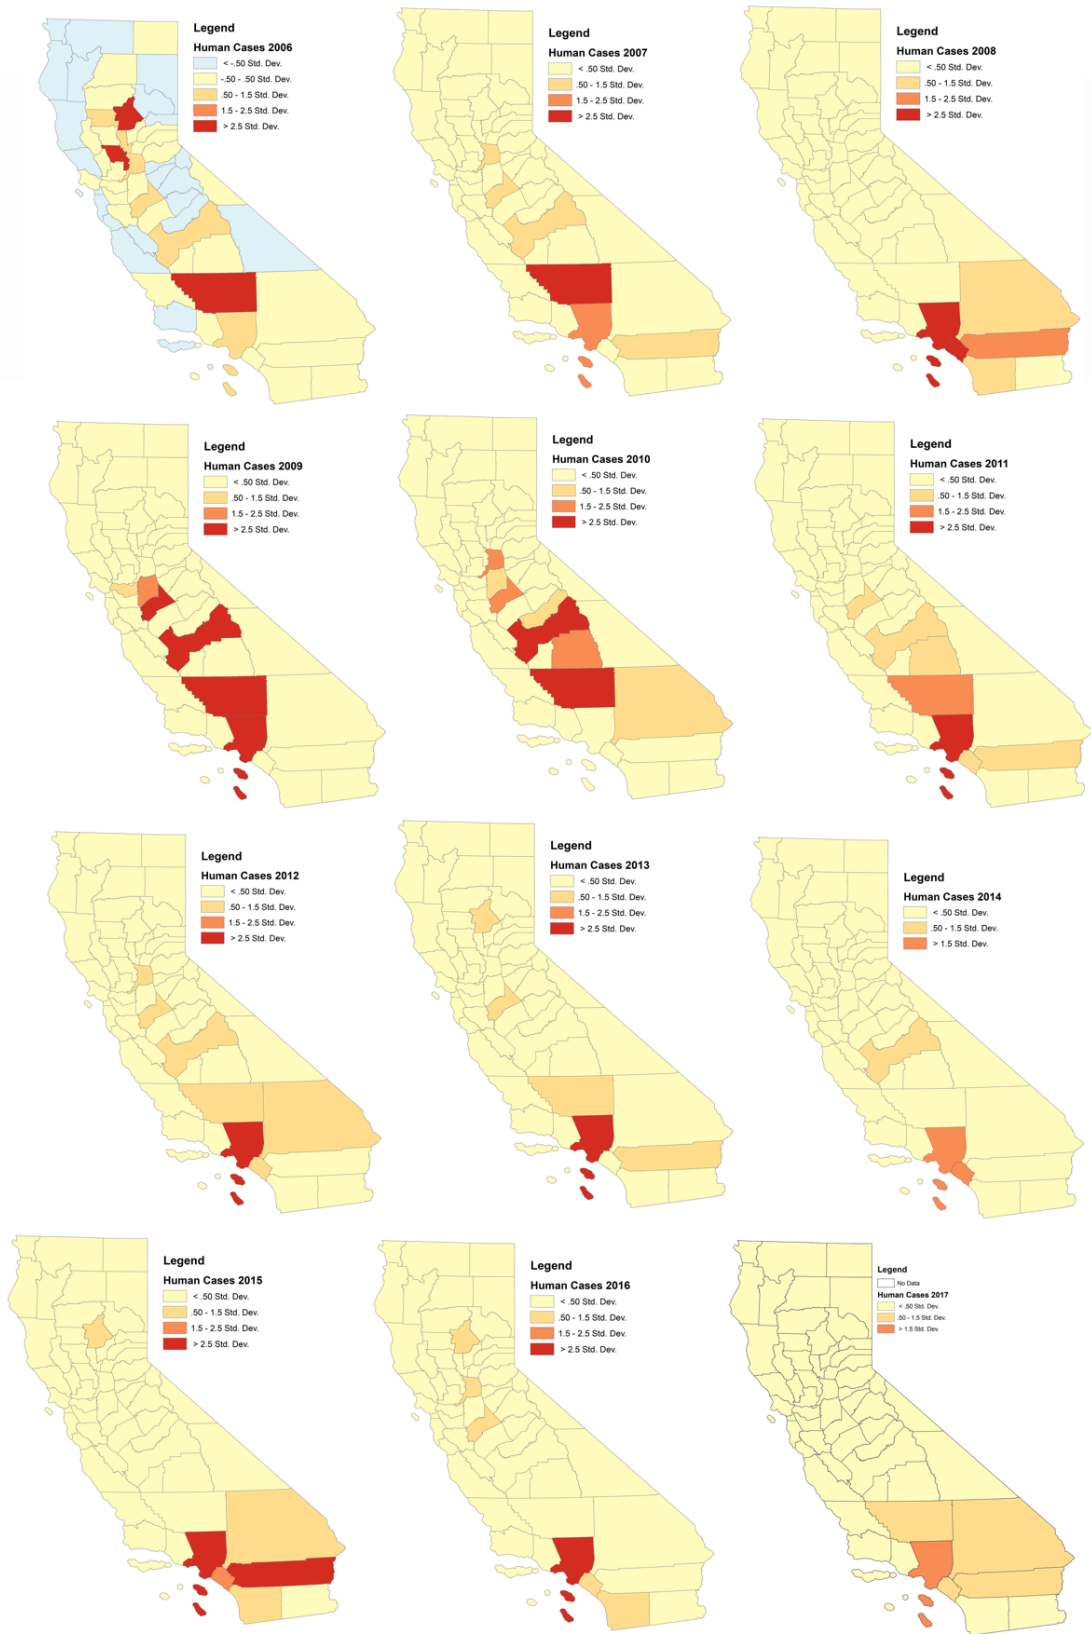 Legend
Human Cases 2006
< -.50 Std. Dev.
-.50 - .50 Std. Dev.
.50 - 1.5 Std. Dev.
1.5 - 2.5 Std. Dev.
> 2.5 Std. Dev.
Legend
Human Cases 2007
< .50 Std. Dev.
.50 - 1.5 Std. Dev.
1.5 - 2.5 Std. Dev.
> 2.5 Std. Dev.
Legend
Human Cases 2008
< .50 Std. Dev.
.50 - 1.5 Std. Dev.
1.5 - 2.5 Std. Dev.
> 2.5 Std. Dev.
Legend
Human Cases 2009
< .50 Std. Dev.
.50 - 1.5 Std. Dev.
1.5 - 2.5 Std. Dev.
> 2.5 Std. Dev.
Legend
Human Cases 2010
< .50 Std. Dev.
.50 - 1.5 Std. Dev.
1.5 - 2.5 Std. Dev.
> 2.5 Std. Dev.
Legend
Human Cases 2011
< .50 Std. Dev.
.50 - 1.5 Std. Dev.
1.5 - 2.5 Std. Dev.
> 2.5 Std. Dev.
Legend
Human Cases 2012
< .50 Std. Dev.
.50 - 1.5 Std. Dev.
1.5 - 2.5 Std. Dev.
> 2.5 Std. Dev.
Legend
Human Cases 2013
< .50 Std. Dev.
.50 - 1.5 Std. Dev.
1.5 - 2.5 Std. Dev.
> 2.5 Std. Dev.
Legend
Human Cases 2014
< .50 Std. Dev.
.50 - 1.5 Std. Dev.
> 1.5 Std. Dev.
Legend
Human Cases 2015
< .50 Std. Dev.
.50 - 1.5 Std. Dev.
1.5 - 2.5 Std. Dev.
> 2.5 Std. Dev.
Legend
Human Cases 2016
< .50 Std. Dev.
.50 - 1.5 Std. Dev.
1.5 - 2.5 Std. Dev.
> 2.5 Std. Dev.
Legend
No Data
Human Cases 2017
< .50 Std. Dev.
.50 - 1.5 Std. Dev.
> 1.5 Std. Dev.